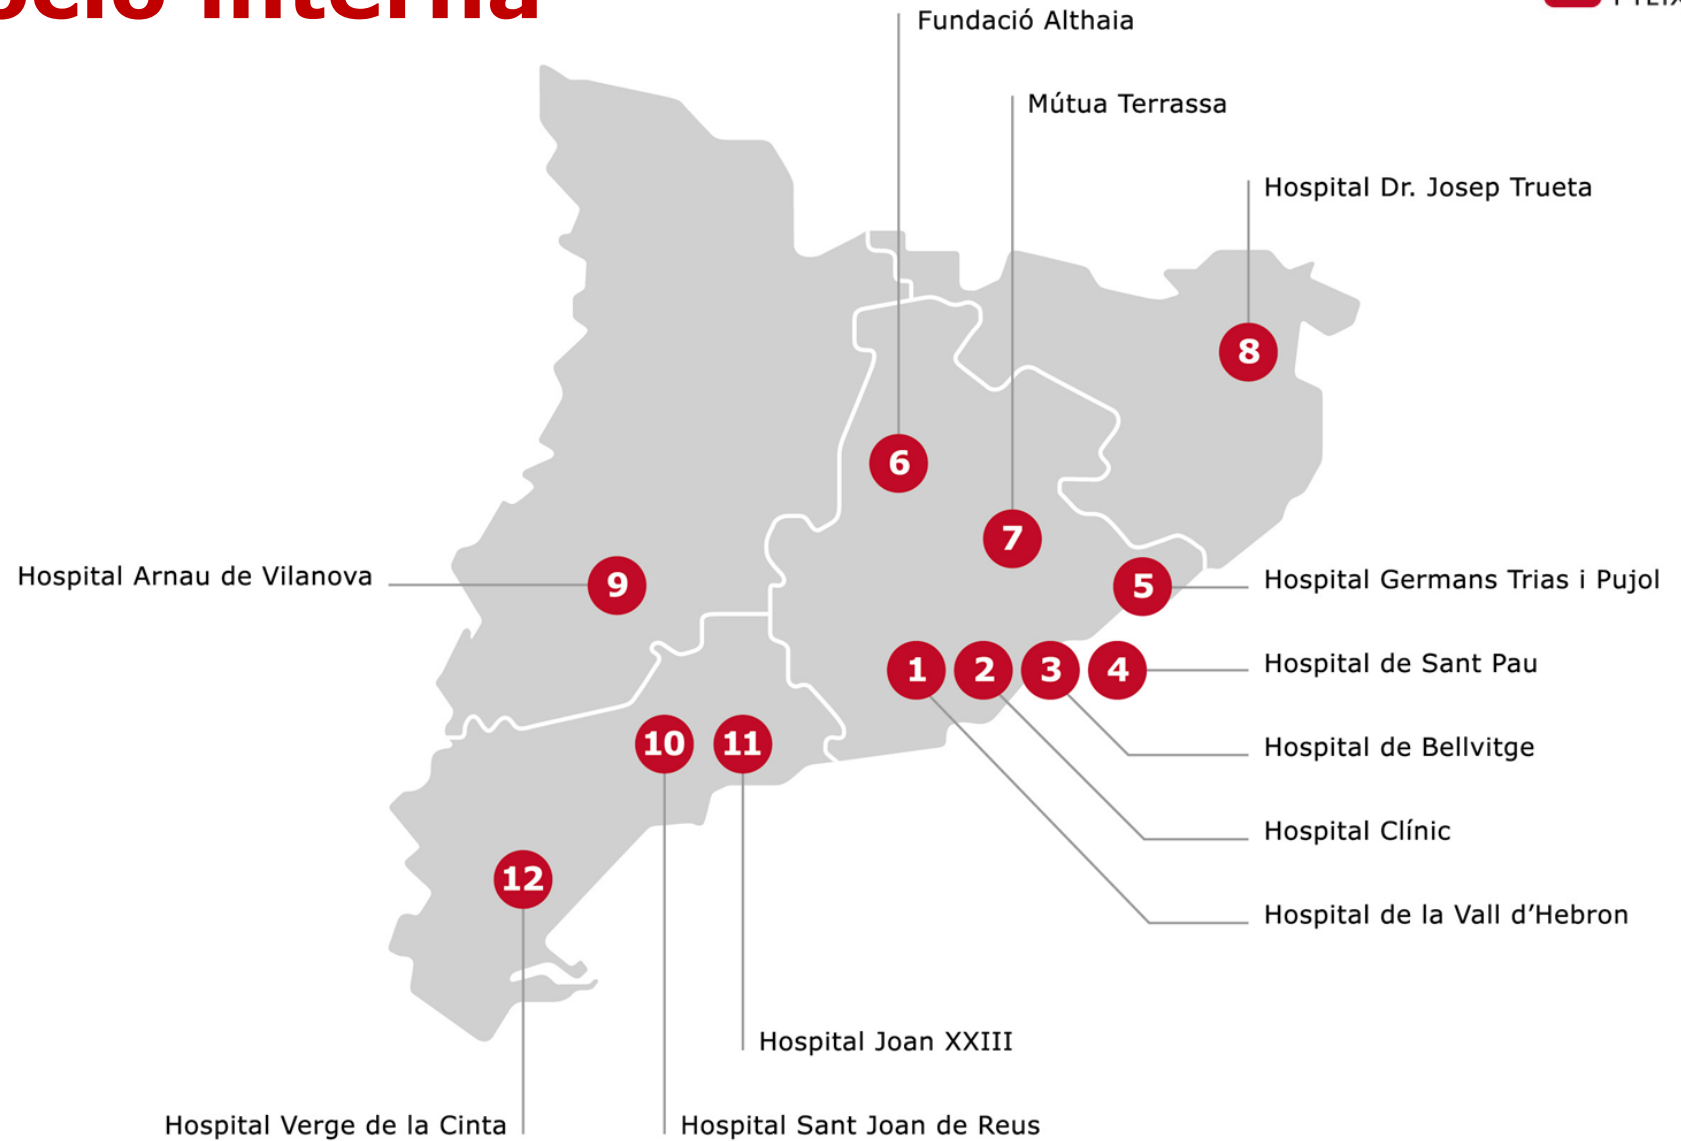 interna
Fundació Althaia
Mútua Terrassa
Hospital Dr. Josep Trueta
8
6
7
Hospital Arnau de Vilanova
9
5
Hospital Germans Trias i Pujol
1
2
3
4
Hospital de Sant Pau
10
11
Hospital de Bellvitge
Hospital Clínic
12
Hospital de la Vall d’Hebron
Hospital Joan XXIII
Hospital Verge de la Cinta
Hospital Sant Joan de Reus